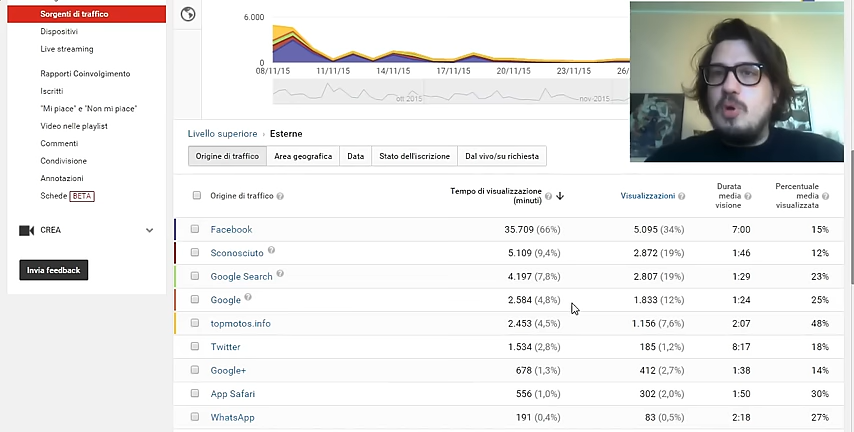 Sorgenti di traffico
Dispositivi
Live streaming
Rapporti Coinvolgimento
Iscritti
"Mi piace" e "Non mi piace"
Video nelle playlist
Commenti
Condivisione
Annotazioni
Schede BETA
CREA
Invia feedback
6.000
0
08/11/15 11/11/15 14/11/15 17/11/15 20/11/15 23/11/15 26/
ott 2015 nov-2015
Livello superiore › Esterne
Origine di traffico Area geografica Data Stato dell'iscrizione Dal vivo/su richiesta
Origine di traffico ? Tempo di visualizzazione (minuti) ? Visualizzazioni ? Durata media visione ? Percentuale media visualizzata ?
Facebook 35.709 (66%) 5.095 (34%) 7:00 15%
Sconosciuto ? 5.109 (9,4%) 2.872 (19%) 1:46 12%
Google Search ? 4.197 (7,8%) 2.807 (19%) 1:29 23%
Google ? 2.584 (4,8%) 1.833 (12%) 1:24 25%
topmotos.info 2.453 (4,5%) 1.156 (7,6%) 2:07 48%
Twitter 1.534 (2,8%) 185 (1,2%) 8:17 18%
Google+ 678 (1,3%) 412 (2,7%) 1:38 14%
App Safari 556 (1,0%) 302 (2,0%) 1:50 30%
WhatsApp 191 (0,4%) 83 (0,5%) 2:18 27%